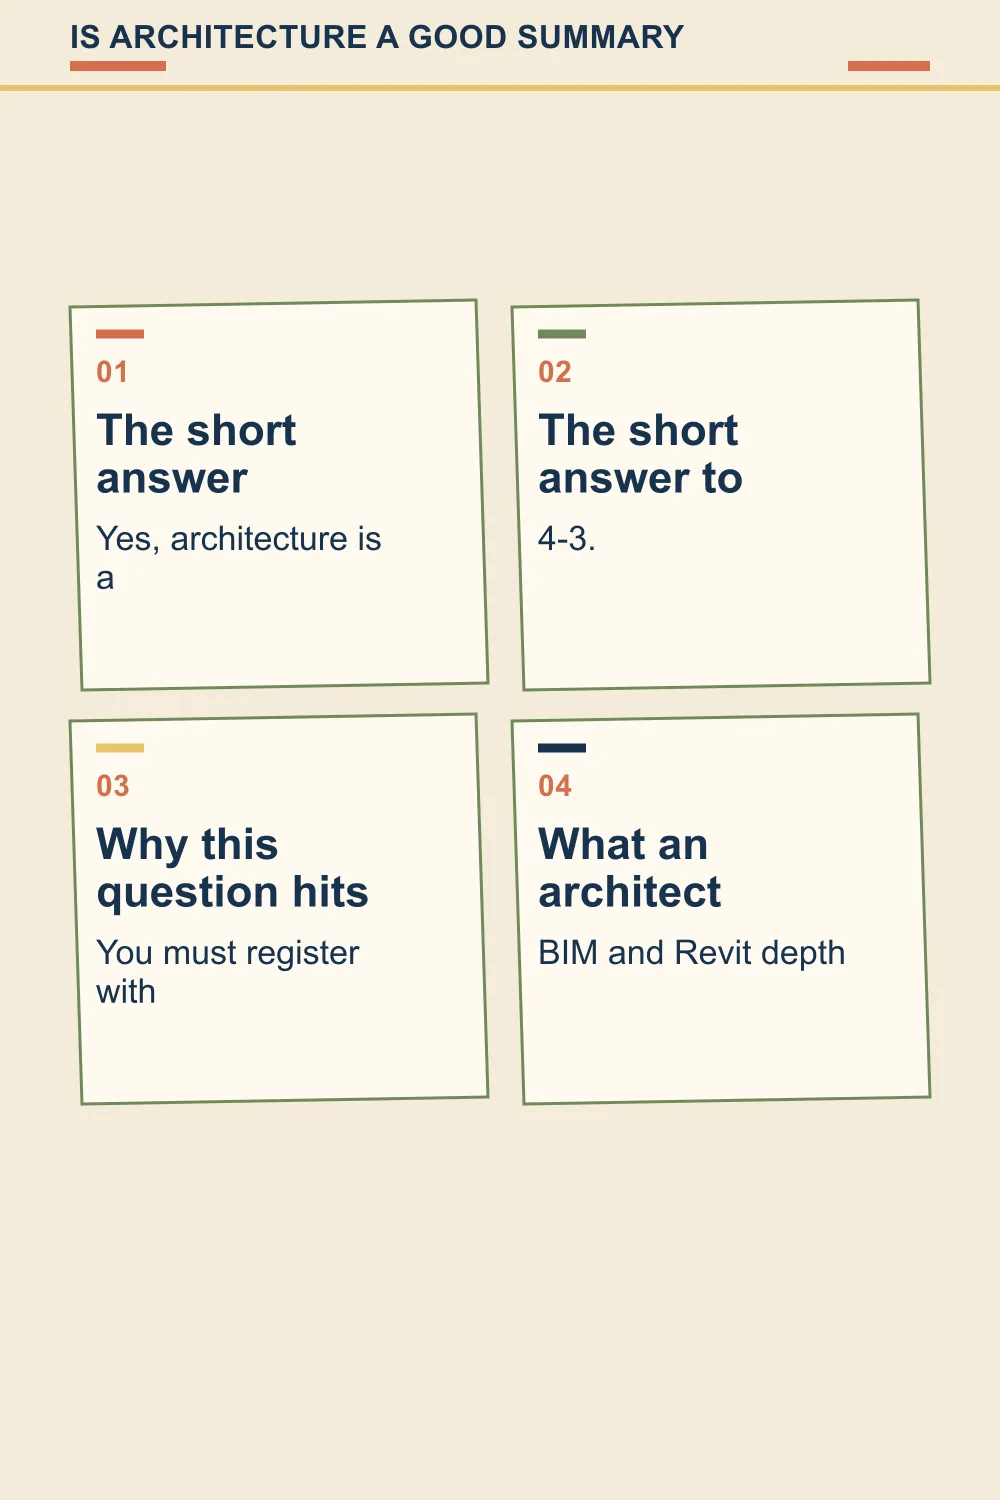 IS ARCHITECTURE A GOOD SUMMARY
01
The short
answer
Yes, architecture is
a
02
The short
answer to
4-3.
03
Why this
question hits
You must register
with
04
What an
architect
BIM and Revit depth